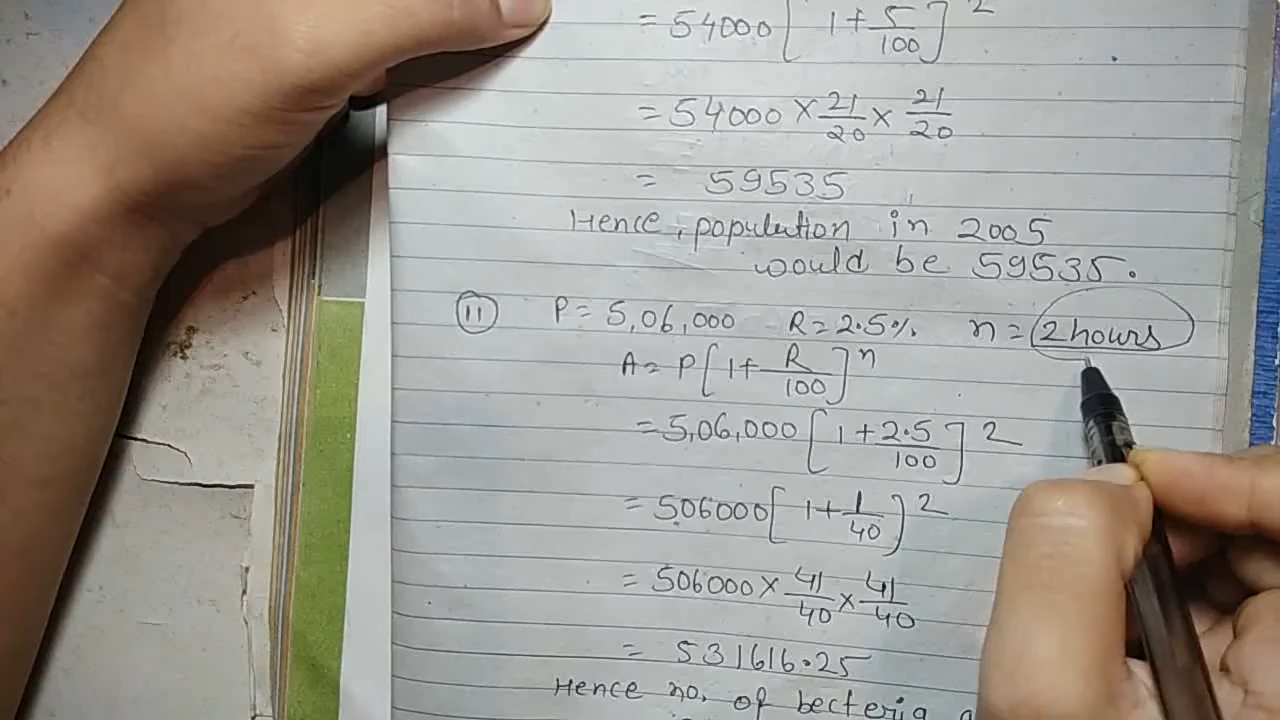 = 54000 [ 1 + 5/100 ]^2
= 54000 × 21/20 × 21/20
= 59535
Hence, population in 2005
would be 59535.
(11) P = 5,06,000 R = 2.5% n = 2 hours
A = P [ 1 + R/100 ]^n
= 5,06,000 [ 1 + 2.5/100 ]^2
= 506000 [ 1 + 1/40 ]^2
= 506000 × 41/40 × 41/40
= 531616.25
Hence no. of becteria